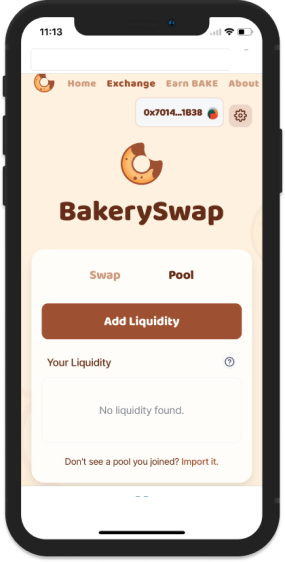 11:13
Home Exchange Earn BAKE About
0x7014...1B38
BakerySwap
Swap Pool
Add Liquidity
Your Liquidity
No liquidity found.
Don't see a pool you joined? Import it.